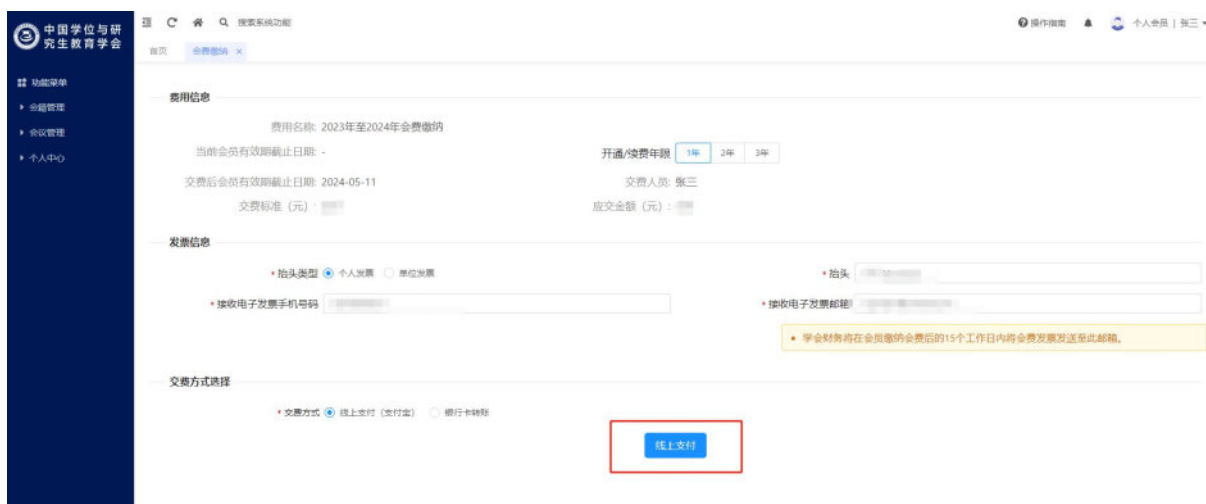 中国学位与研
究生教育学会
搜索系统功能
操作指南
个人会员 | 张三
首页
会费缴纳 ×
功能菜单
会籍管理
会议管理
个人中心
费用信息
费用名称: 2023年至2024年会费缴纳
当前会员有效期截止日期: -
开通/续费年限 1年 2年 3年
交费后会员有效期截止日期: 2024-05-11
交费人员: 张三
交费标准（元）:
应交金额（元）:
发票信息
* 抬头类型 个人发票 单位发票
* 抬头
* 接收电子发票手机号码
* 接收电子发票邮箱
• 学会财务将在会员缴纳会费后的15个工作日内将会费发票发送至此邮箱。
交费方式选择
* 交费方式 线上支付（支付宝） 银行卡转账
线上支付